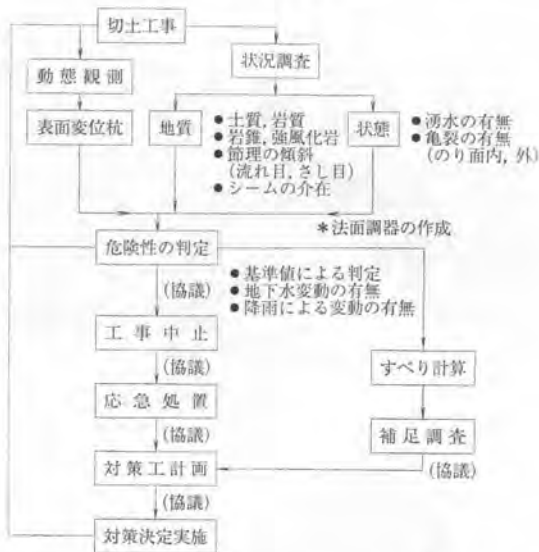 切土工事
状況調査
動態観測
表面変位杭
地質
●土質, 岩質
●岩錐, 強風化岩
●節理の傾斜
(流れ目, さし目)
●シームの介在
状態
●湧水の有無
●亀裂の有無
(のり面内, 外)
*法面調器の作成
危険性の判定
●基準値による判定
●地下水変動の有無
●降雨による変動の有無
(協議)
工事中止
(協議)
すべり計算
応急処置
(協議)
補足調査
(協議)
対策工計画
(協議)
対策決定実施